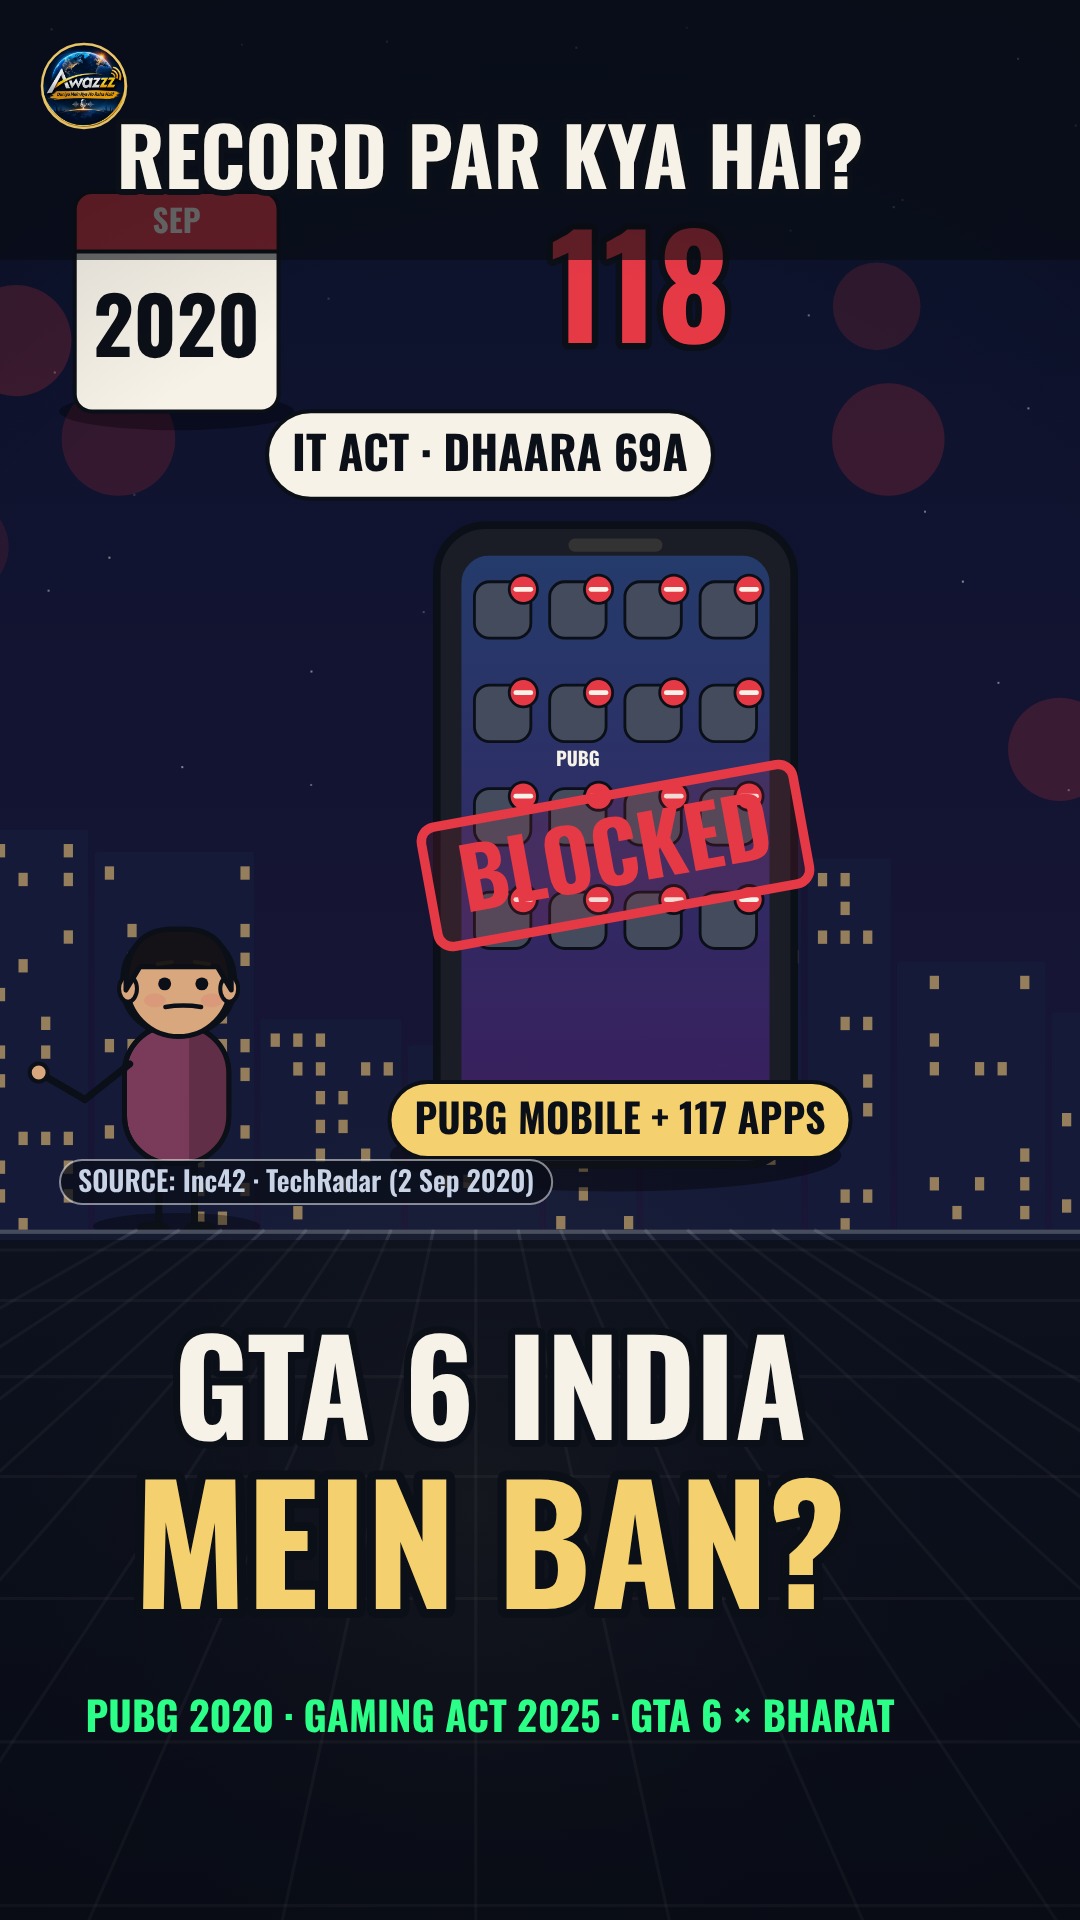 Awazzz
RECORD PAR KYA HAI?
SEP
2020
118
IT ACT · DHAARA 69A
PUBG
BLOCKED
PUBG MOBILE + 117 APPS
SOURCE: Inc42 · TechRadar (2 Sep 2020)
GTA 6 INDIA
MEIN BAN?
PUBG 2020 · GAMING ACT 2025 · GTA 6 × BHARAT